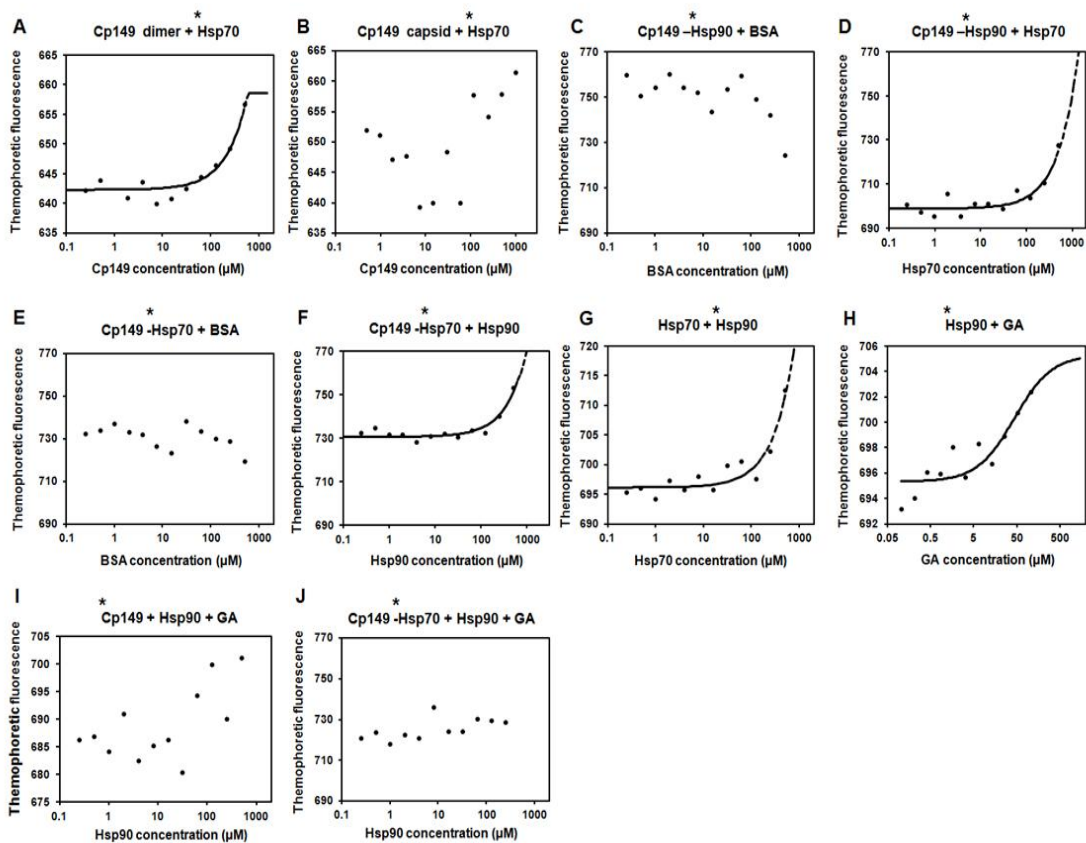 *
A
Cp149 dimer + Hsp70
Themophoretic fluorescence
665
660
655
650
645
640
635
0.1 1 10 100 1000
Cp149 concentration (µM)
*
B
Cp149 capsid + Hsp70
Themophoretic fluorescence
665
660
655
650
645
640
635
0.1 1 10 100 1000
Cp149 concentration (µM)
*
C
Cp149 –Hsp90 + BSA
Themophoretic fluorescence
770
750
730
710
690
0.1 1 10 100 1000
BSA concentration (µM)
*
D
Cp149 –Hsp90 + Hsp70
Themophoretic fluorescence
770
750
730
710
690
0.1 1 10 100 1000
Hsp70 concentration (µM)
*
E
Cp149 -Hsp70 + BSA
Themophoretic fluorescence
770
750
730
710
690
0.1 1 10 100 1000
BSA concentration (µM)
*
F
Cp149 -Hsp70 + Hsp90
Themophoretic fluorescence
770
750
730
710
690
0.1 1 10 100 1000
Hsp90 concentration (µM)
*
G
Hsp70 + Hsp90
Themophoretic fluorescence
720
715
710
705
700
695
690
0.1 1 10 100 1000
Hsp70 concentration (µM)
*
H
Hsp90 + GA
Themophoretic fluorescence
706
704
702
700
698
696
694
692
0.05 0.5 5 50 500
GA concentration (µM)
*
I
Cp149 + Hsp90 + GA
Themophoretic fluorescence
705
700
695
690
685
680
675
0.1 1 10 100 1000
Hsp90 concentration (µM)
*
J
Cp149 -Hsp70 + Hsp90 + GA
Themophoretic fluorescence
770
750
730
710
690
0.1 1 10 100 1000
Hsp90 concentration (µM)